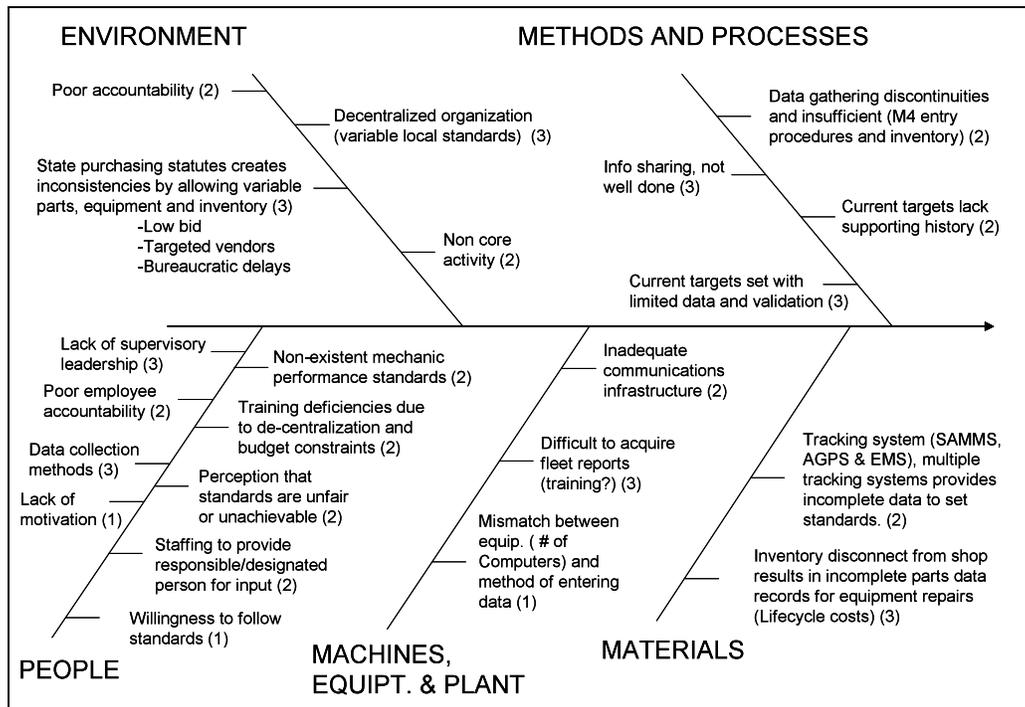 ENVIRONMENT
METHODS AND PROCESSES
Poor accountability (2)
Decentralized organization
(variable local standards)  (3)
State purchasing statutes creates
inconsistencies by allowing variable
parts, equipment and inventory (3)
-Low bid
-Targeted vendors
-Bureaucratic delays
Non core
activity (2)
Data gathering discontinuities
and insufficient (M4 entry
procedures and inventory) (2)
Info sharing, not
well done (3)
Current targets lack
supporting history (2)
Current targets set with
limited data and validation (3)
Lack of supervisory
leadership (3)
Non-existent mechanic
performance standards (2)
Poor employee
accountability (2)
Training deficiencies due
to de-centralization and
budget constraints (2)
Data collection
methods (3)
Perception that
standards are unfair
or unachievable (2)
Lack of
motivation (1)
Staffing to provide
responsible/designated
person for input (2)
Willingness to follow
standards (1)
PEOPLE
Inadequate
communications
infrastructure (2)
Difficult to acquire
fleet reports
(training?) (3)
Mismatch between
equip. ( # of
Computers) and
method of entering
data (1)
MACHINES,
EQUIPT. & PLANT
Tracking system (SAMMS,
AGPS & EMS), multiple
tracking systems provides
incomplete data to set
standards. (2)
Inventory disconnect from shop
results in incomplete parts data
records for equipment repairs
(Lifecycle costs) (3)
MATERIALS